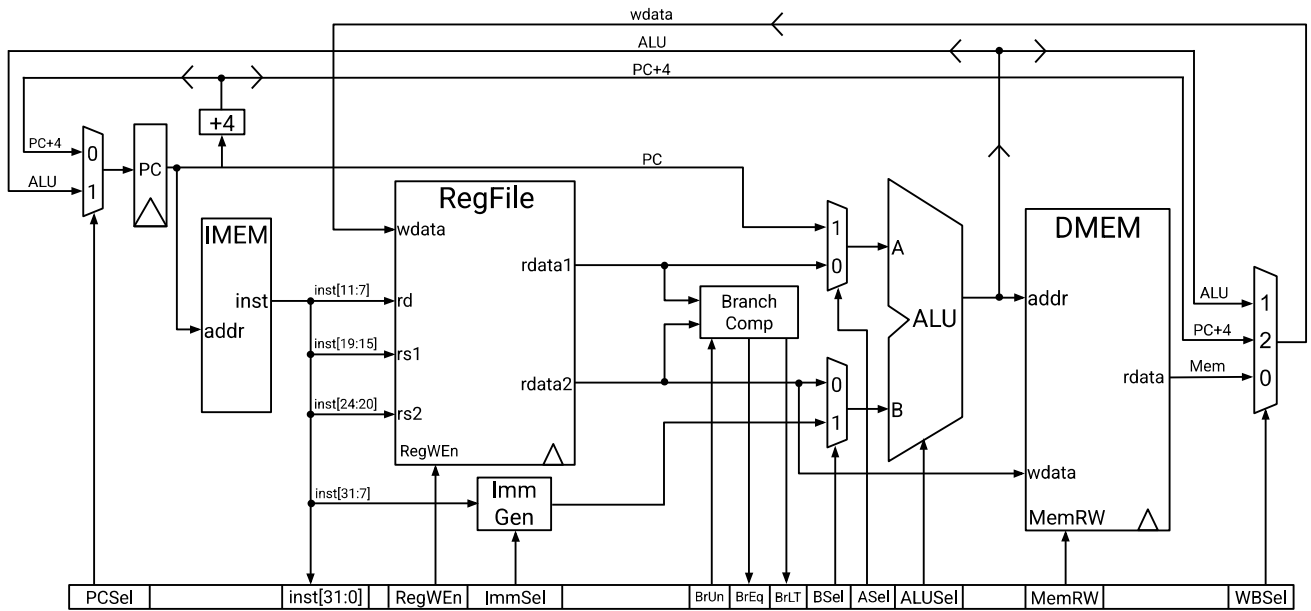 wdata
ALU
PC+4
+4
PC+4
0
PC
ALU
1
PC
RegFile
IMEM
wdata
1
DMEM
A
rdata1
0
inst
inst[11:7]
rd
Branch
Comp
ALU
addr
ALU
1
addr
inst[19:15]
rs1
PC+4
2
rdata2
0
rdata
Mem
0
inst[24:20]
rs2
1
B
RegWEn
wdata
inst[31:7]
Imm
Gen
MemRW
PCSel
inst[31:0]
RegWEn
ImmSel
BrUn
BrEq
BrLT
BSel
ASel
ALUSel
MemRW
WBSel